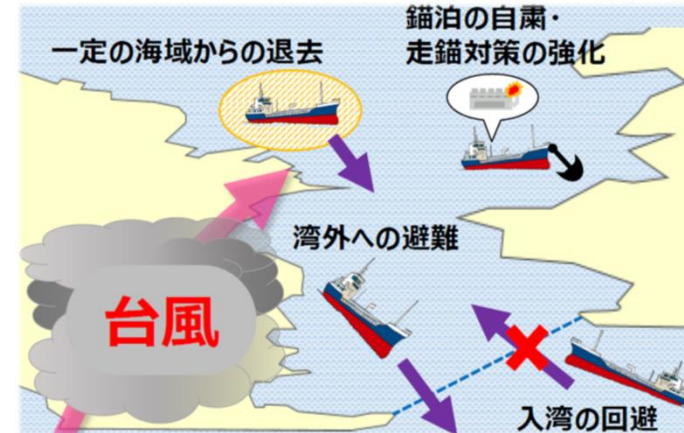 錨泊の自粛・
一定の海域からの退去
走錨対策の強化
湾外への避難
台風
入湾の回避